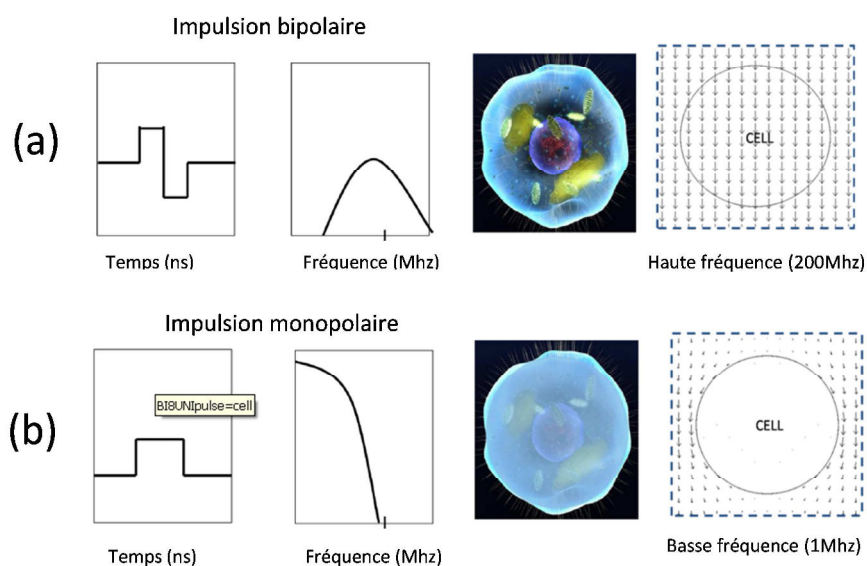 Impulsion bipolaire
(a)
CELL
Temps (ns)
Fréquence (Mhz)
Haute fréquence (200Mhz)
Impulsion monopolaire
(b)
BI8UNIpulse=cell
CELL
Temps (ns)
Fréquence (Mhz)
Basse fréquence (1Mhz)